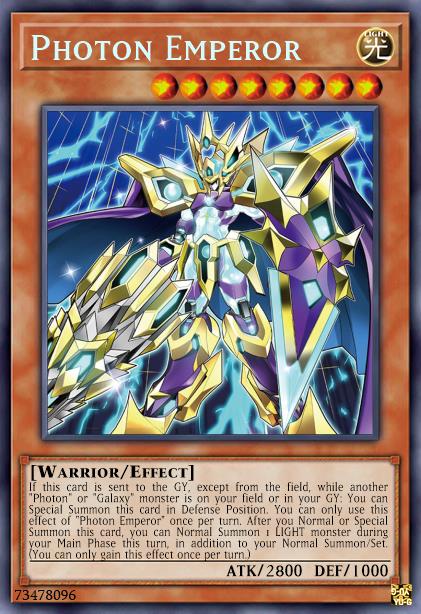 PHOTON EMPEROR
LIGHT
光
[WARRIOR/EFFECT]
If this card is sent to the GY, except from the field, while another
"Photon" or "Galaxy" monster is on your field or in your GY: You can
Special Summon this card in Defense Position. You can only use this
effect of "Photon Emperor" once per turn. After you Normal or Special
Summon this card, you can Normal Summon 1 LIGHT monster during
your Main Phase this turn, in addition to your Normal Summon/Set.
(You can only gain this effect once per turn.)
ATK/2800 DEF/1000
73478096